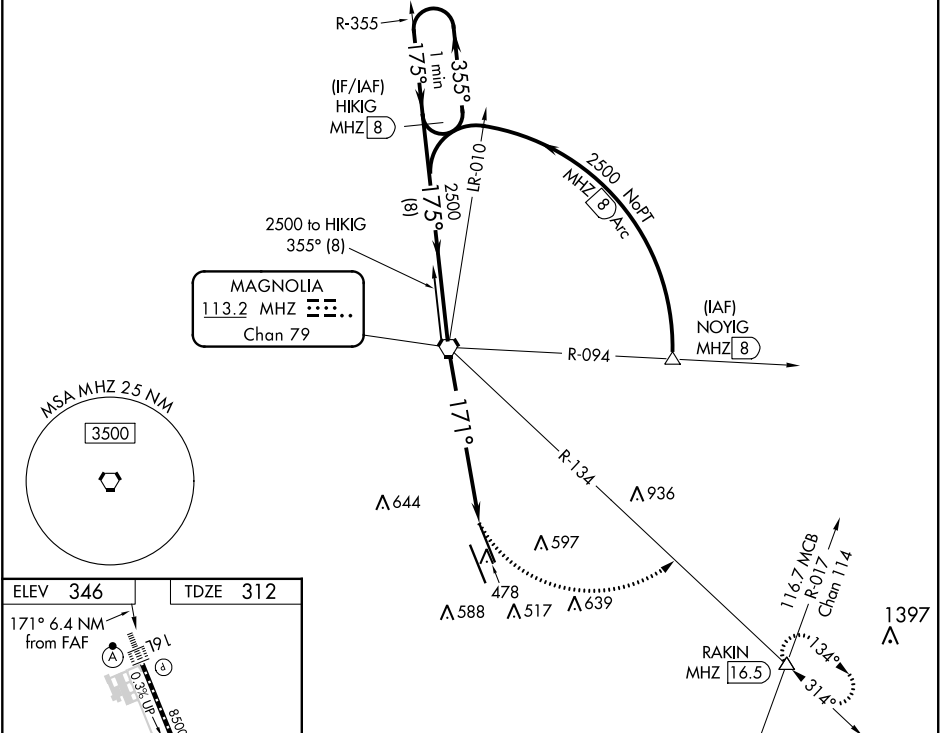 R-355
175°
1 min
355°
(IF/IAF)
HIKIG
MHZ 8
LR-010
2500 NoPT
MHZ 8 Arc
2500
175°
(8)
2500 to HIKIG
355° (8)
MAGNOLIA
113.2 MHZ
Chan 79
(IAF)
NOYIG
MHZ 8
R-094
MSA MHZ 25 NM
3500
171°
R-134
644
936
597
478
588
517
639
116.7 MCB
R-017
Chan 114
1397
RAKIN
MHZ 16.5
134°
314°
ELEV 346
TDZE 312
171° 6.4 NM
from FAF
16L
A
0.3% UP
8500